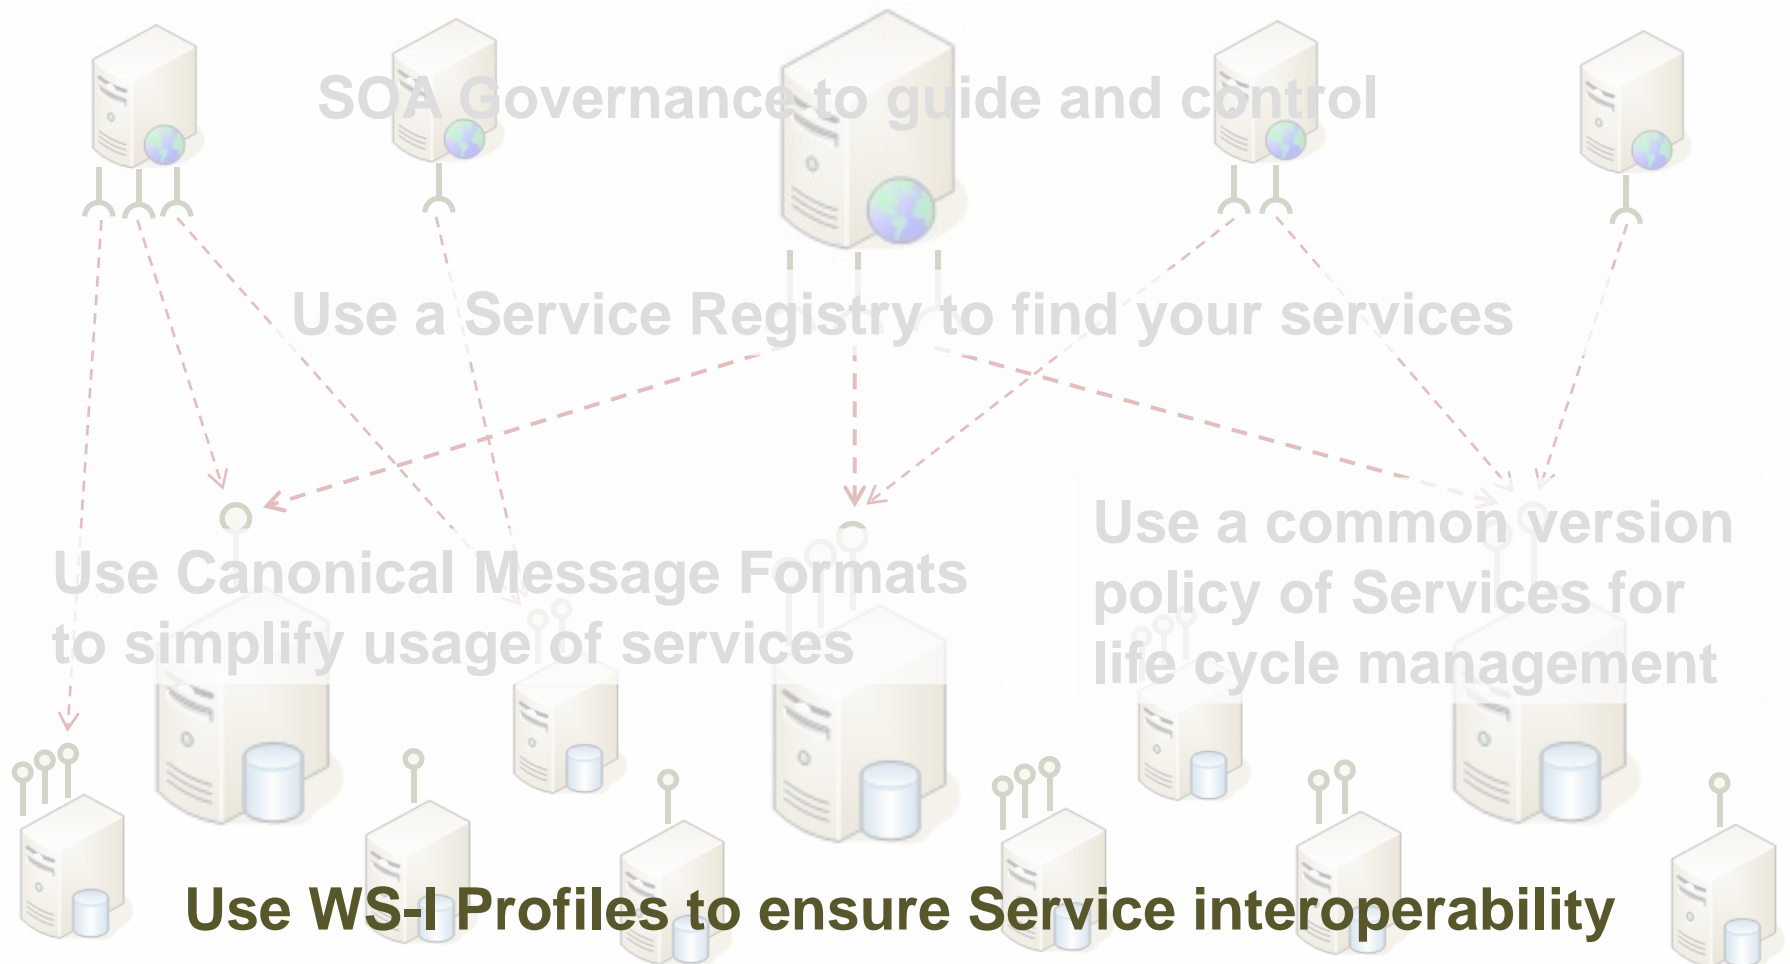 SOA Governance to guide and control
Use a Service Registry to find your services
Use Canonical Message Formats
to simplify usage of services
Use a common version
policy of Services for
life cycle management
Use WS-I Profiles to ensure Service interoperability